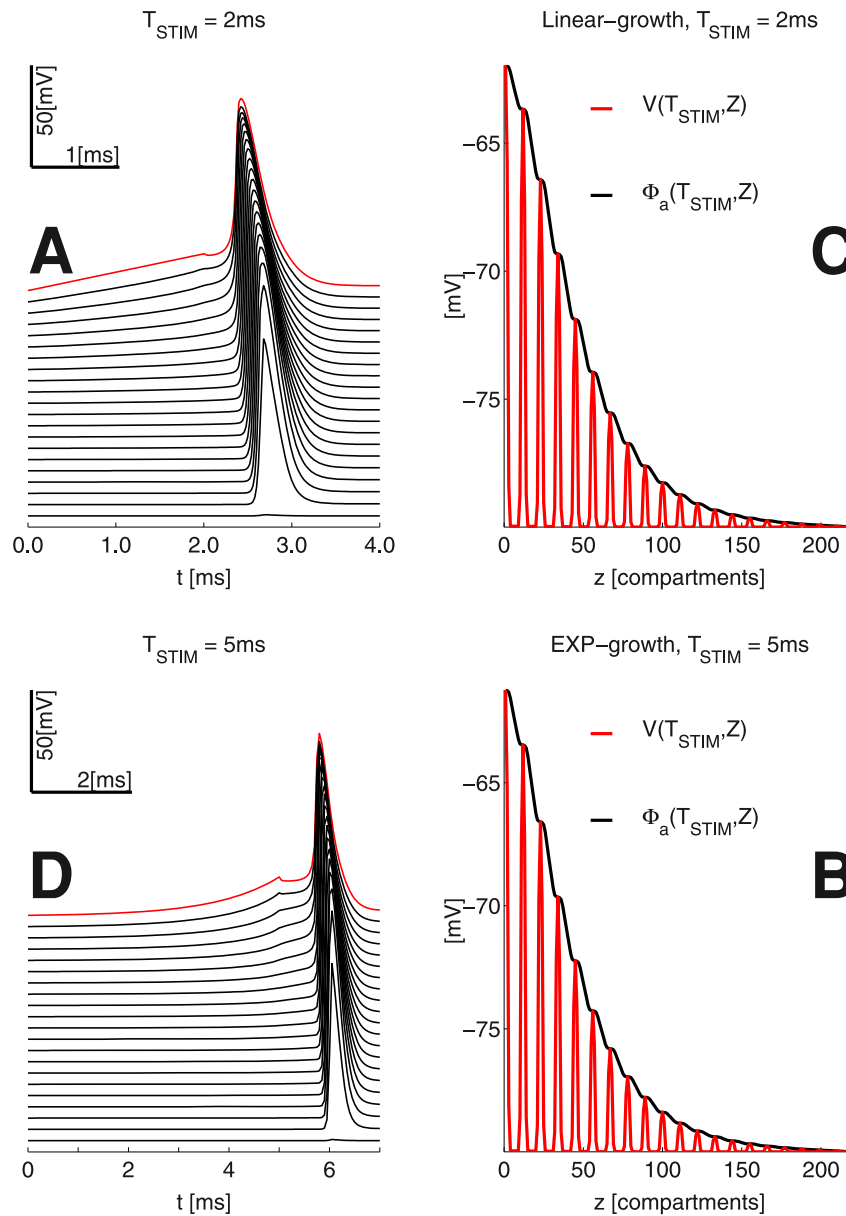 T_STIM = 2ms
50[mV]
1[ms]
A
0 1.0 2.0 3.0 4.0
t [ms]
Linear−growth, T_STIM = 2ms
V(T_STIM,Z)
Φ_a(T_STIM,Z)
C
−65
−70
−75
[mV]
0 50 100 150 200
z [compartments]
T_STIM = 5ms
50[mV]
2[ms]
D
0 2 4 6
t [ms]
EXP−growth, T_STIM = 5ms
V(T_STIM,Z)
Φ_a(T_STIM,Z)
B
−65
−70
−75
[mV]
0 50 100 150 200
z [compartments]